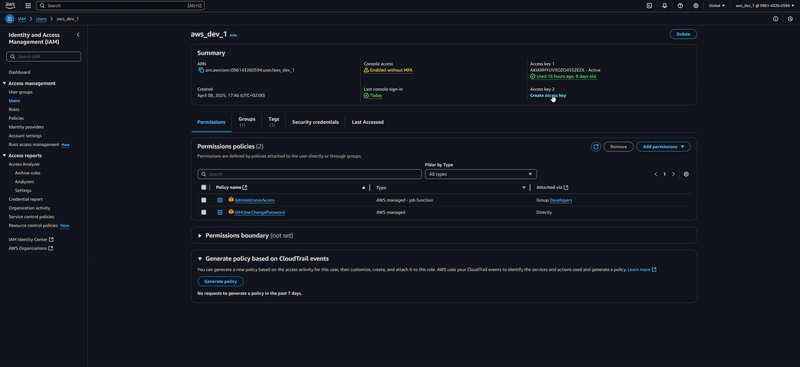 aws
Search
[Alt+S]
Global
aws_dev_1 @ 0961-4326-0594
IAM > Users > aws_dev_1
Identity and Access
Management (IAM)
Search IAM
Dashboard
Access management
User groups
Users
Roles
Policies
Identity providers
Account settings
Root access management New
Access reports
Access Analyzer
Archive rules
Analyzers
Settings
Credential report
Organization activity
Service control policies
Resource control policies New
IAM Identity Center
AWS Organizations
aws_dev_1 Info
Delete
Summary
ARN
arn:aws:iam::096143260594:user/aws_dev_1
Console access
Enabled without MFA
Access key 1
Used 16 hours ago. 8 days old.
Created
April 08, 2025, 17:46 (UTC+02:00)
Last console sign-in
Today
Access key 2
Create access key
Permissions
Groups
(1)
Tags
(1)
Security credentials
Last Accessed
Permissions policies (2)
Permissions are defined by policies attached to the user directly or through groups.
Remove
Add permissions
Filter by Type
Search
All types
1
Policy name
Type
Attached via
AdministratorAccess
AWS managed - job function
Group Developers
IAMUserChangePassword
AWS managed
Directly
Permissions boundary (not set)
Generate policy based on CloudTrail events
You can generate a new policy based on the access activity for this user, then customize, create, and attach it to this role. AWS uses your CloudTrail events to identify the services and actions used and generate a policy. Learn more
Generate policy
No requests to generate a policy in the past 7 days.